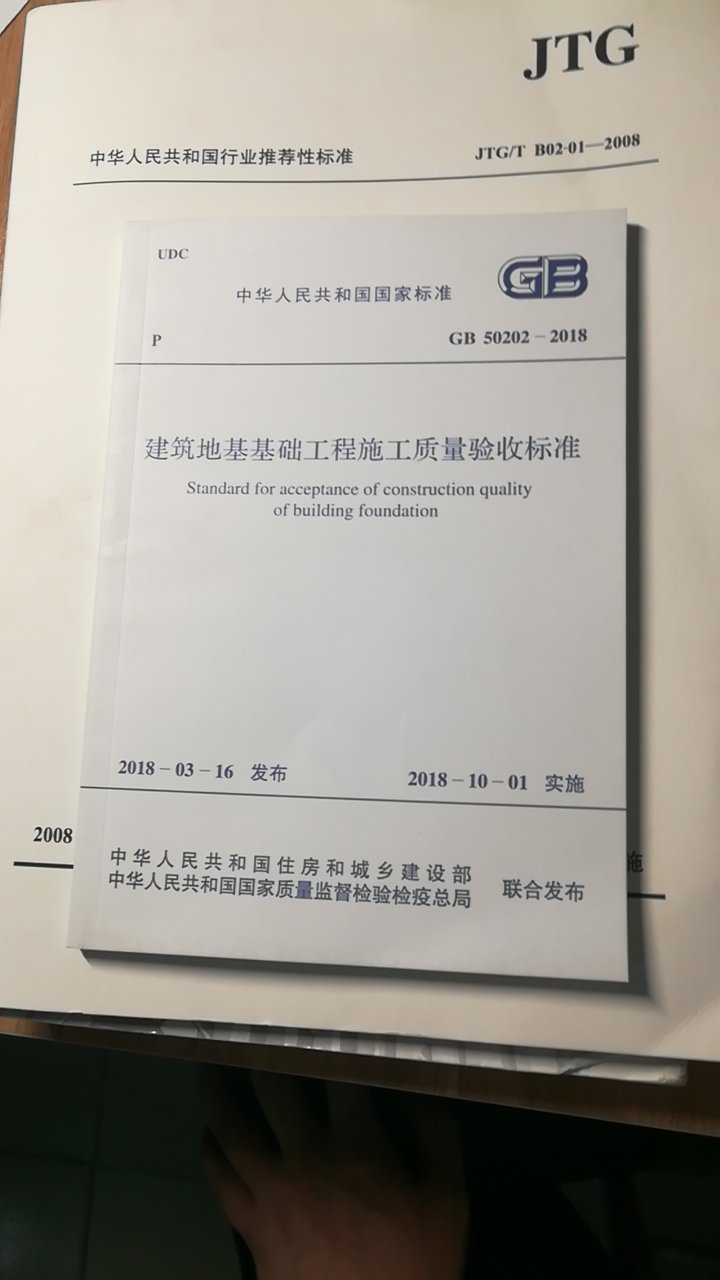 JTG
中华人民共和国行业推荐性标准
JTG/T B02-01—2008
UDC
中华人民共和国国家标准
GB
P
GB 50202-2018
建筑地基基础工程施工质量验收标准
Standard for acceptance of construction quality
of building foundation
2018-03-16 发布
2018-10-01 实施
2008
施
中华人民共和国住房和城乡建设部
中华人民共和国国家质量监督检验检疫总局
联合发布